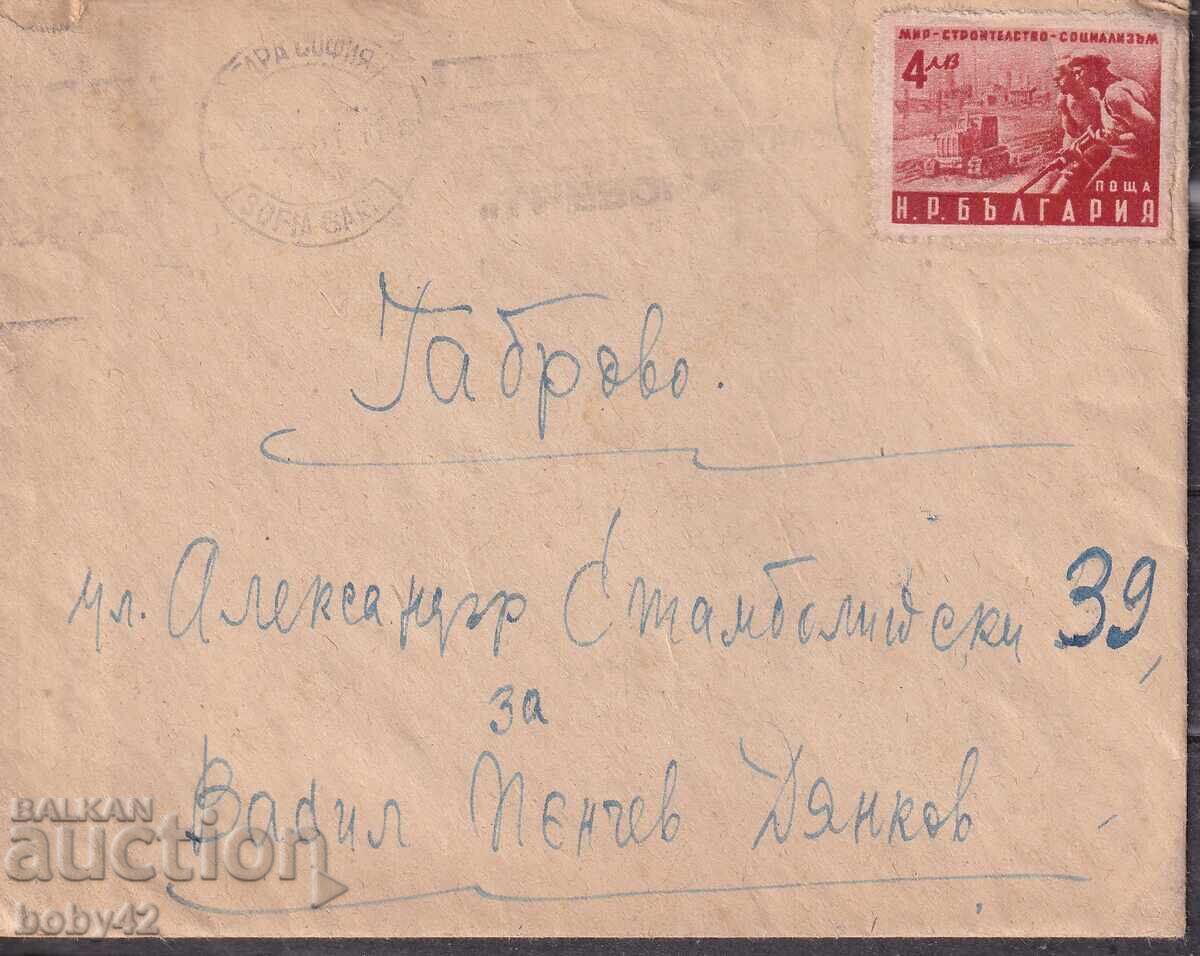 МИР-СТРОИТЕЛСТВО-СОЦИАЛИЗЪМ
4 ЛВ
ПОЩА
Н.Р.БЪЛГАРИЯ
СОФИЯ
Габрово.
ул. Александър Стамболийски 39,
за
Васил Пенчев Дянков
BALKAN
auction
boby42